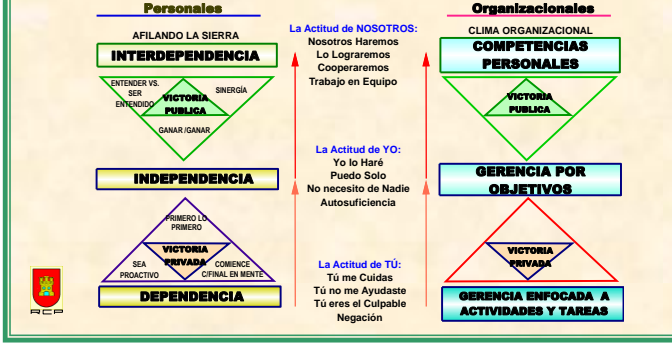 Personales
AFILANDO LA SIERRA
INTERDEPENDENCIA
ENTENDER VS.
SER
ENTENDIDO
SINERGÍA
VICTORIA
PUBLICA
GANAR /GANAR
INDEPENDENCIA
PRIMERO LO
PRIMERO
VICTORIA
PRIVADA
SEA
PROACTIVO
COMIENCE
C/FINAL EN MENTE
DEPENDENCIA
La Actitud de NOSOTROS:
Nosotros Haremos
Lo Lograremos
Cooperaremos
Trabajo en Equipo
La Actitud de YO:
Yo lo Haré
Puedo Solo
No necesito de Nadie
Autosuficiencia
La Actitud de TÚ:
Tú me Cuidas
Tú no me Ayudaste
Tú eres el Culpable
Negación
Organizacionales
CLIMA ORGANIZACIONAL
COMPETENCIAS
PERSONALES
VICTORIA
PUBLICA
GERENCIA POR
OBJETIVOS
VICTORIA
PRIVADA
GERENCIA ENFOCADA A
ACTIVIDADES Y TAREAS
RCP